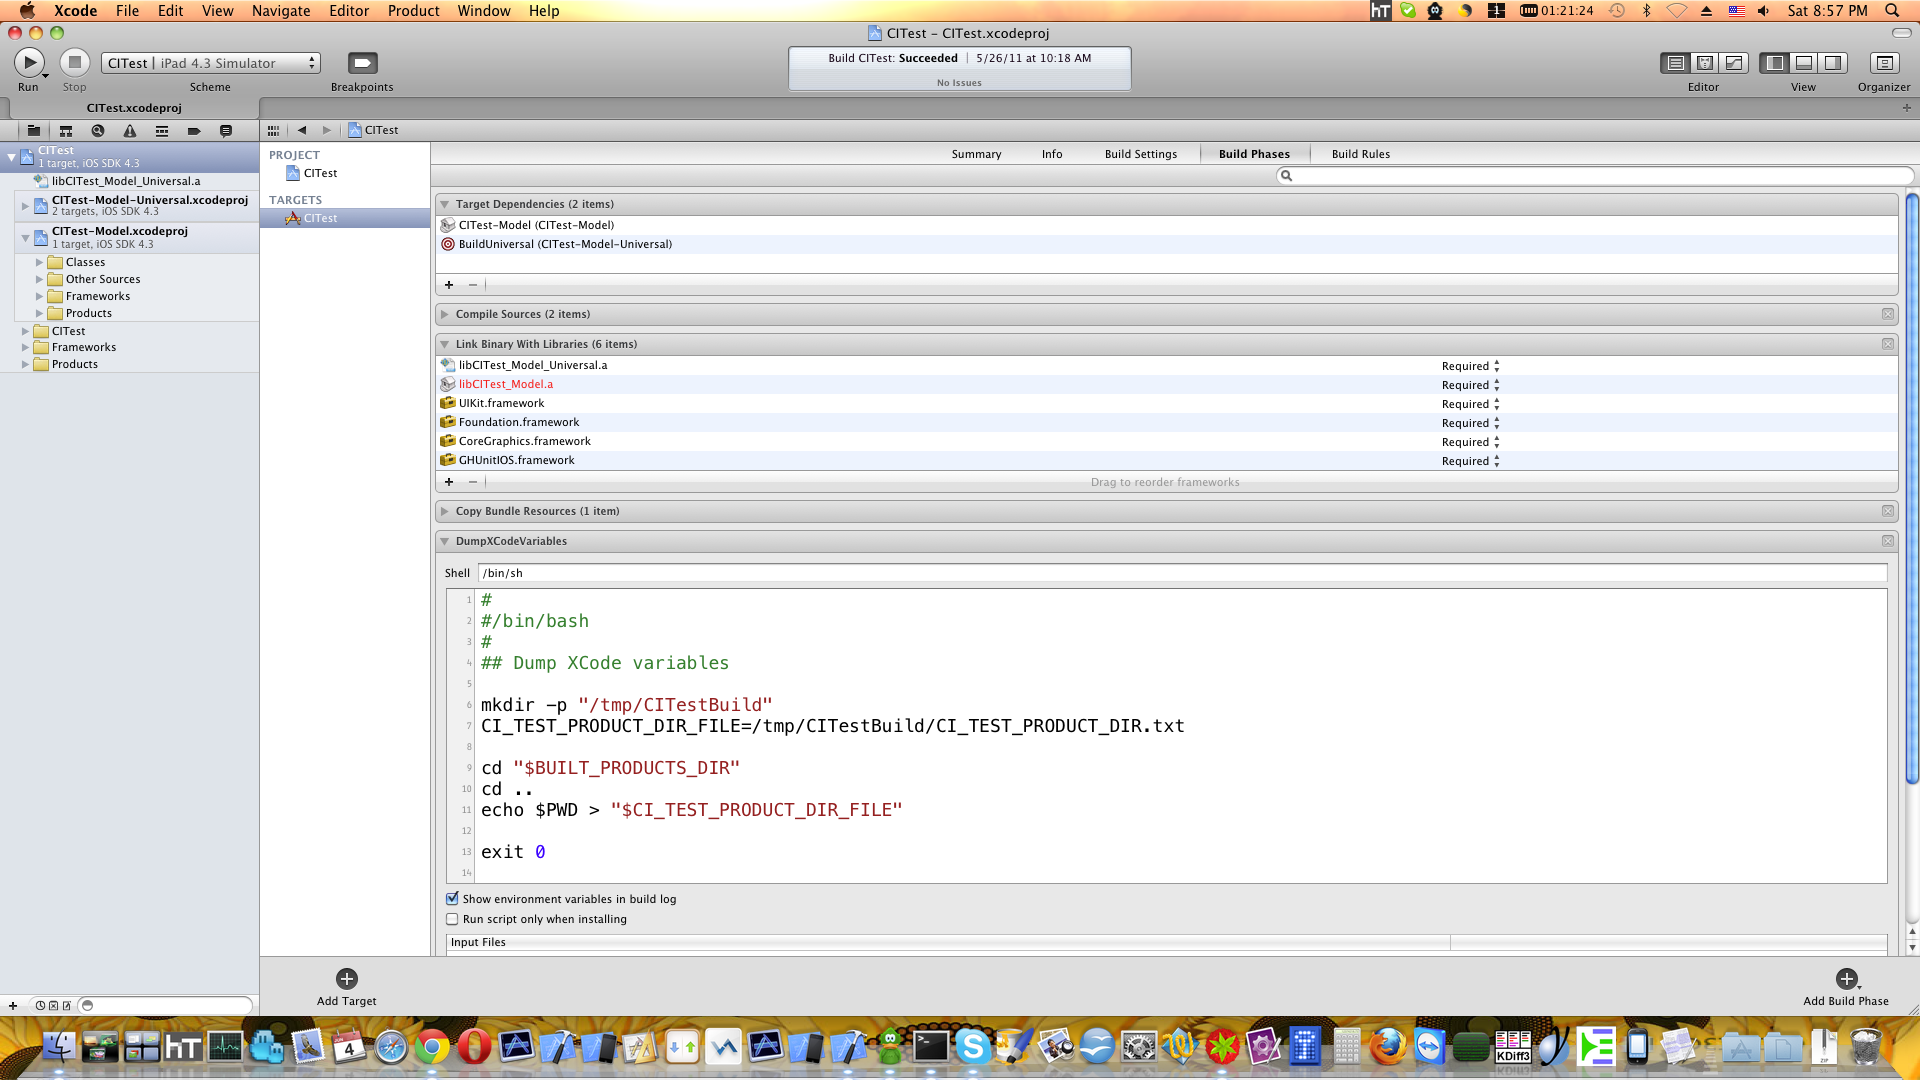 Xcode File Edit View Navigate Editor Product Window Help
hT 1 01:21:24 Sat 8:57 PM
CITest - CITest.xcodeproj
CITest | iPad 4.3 Simulator
Build CITest: Succeeded | 5/26/11 at 10:18 AM
No Issues
Run Stop Scheme Breakpoints Editor View Organizer
CITest.xcodeproj
CITest
CITest
1 target, iOS SDK 4.3
libCITest_Model_Universal.a
CITest-Model-Universal.xcodeproj
2 targets, iOS SDK 4.3
CITest-Model.xcodeproj
1 target, iOS SDK 4.3
Classes
Other Sources
Frameworks
Products
CITest
Frameworks
Products
PROJECT
CITest
TARGETS
CITest
Summary Info Build Settings Build Phases Build Rules
Target Dependencies (2 items)
CITest-Model (CITest-Model)
BuildUniversal (CITest-Model-Universal)
Compile Sources (2 items)
Link Binary With Libraries (6 items)
libCITest_Model_Universal.a Required
libCITest_Model.a Required
UIKit.framework Required
Foundation.framework Required
CoreGraphics.framework Required
GHUnitIOS.framework Required
Drag to reorder frameworks
Copy Bundle Resources (1 item)
DumpXCodeVariables
Shell /bin/sh
1 #
2 #/bin/bash
3 #
4 ## Dump XCode variables
5
6 mkdir -p "/tmp/CITestBuild"
7 CI_TEST_PRODUCT_DIR_FILE=/tmp/CITestBuild/CI_TEST_PRODUCT_DIR.txt
8
9 cd "$BUILT_PRODUCTS_DIR"
10 cd ..
11 echo $PWD > "$CI_TEST_PRODUCT_DIR_FILE"
12
13 exit 0
14
Show environment variables in build log
Run script only when installing
Input Files
Add Target Add Build Phase
hT 4 KDiff3 ZIP